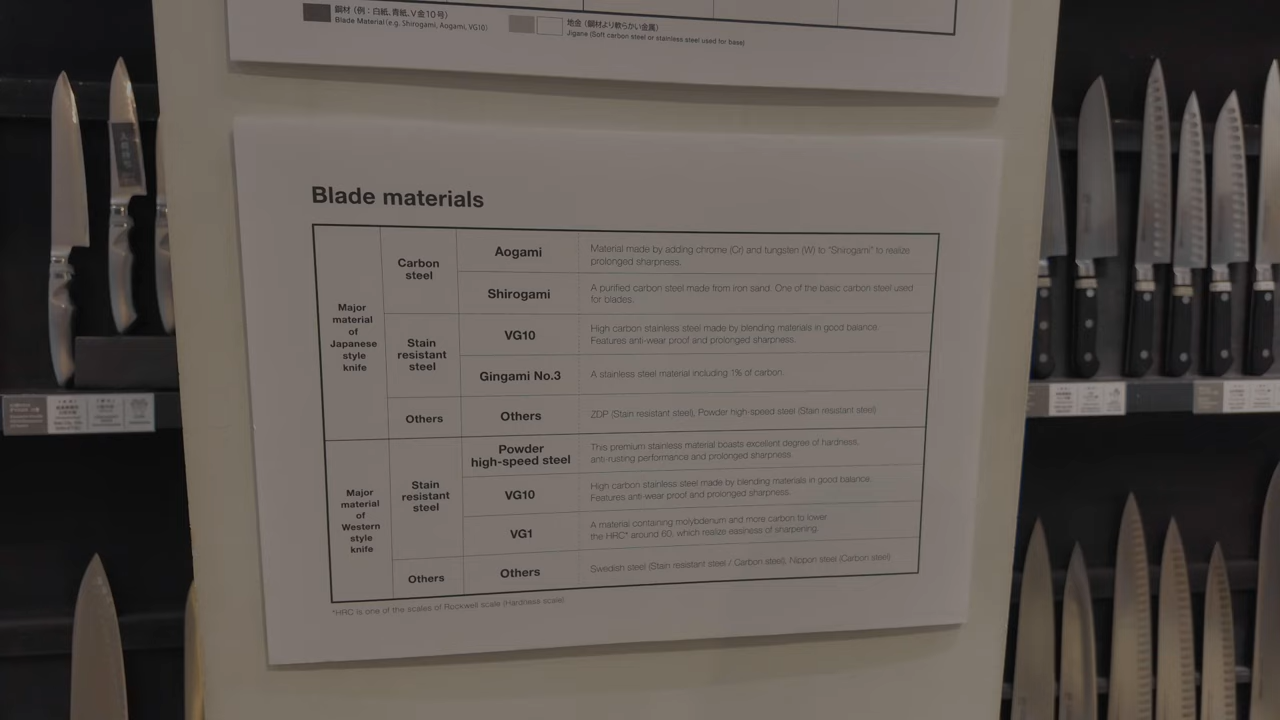 鋼材（例：白紙、青紙、V金10号）
Blade Material (e.g. Shirogami, Aogami, VG10)
地金（鋼材より軟らかい金属）
Jigane (Soft carbon steel or stainless steel used for base)
Blade materials
Major
material
of
Japanese
style
knife
Carbon
steel
Aogami
Material made by adding chrome (Cr) and tungsten (W) to "Shirogami" to realize
prolonged sharpness.
Shirogami
A purified carbon steel made from iron sand. One of the basic carbon steel used
for blades.
Stain
resistant
steel
VG10
High carbon stainless steel made by blending materials in good balance.
Features anti-wear proof and prolonged sharpness.
Gingami No.3
A stainless steel material including 1% of carbon.
Others
Others
ZDP (Stain resistant steel), Powder high-speed steel (Stain resistant steel)
Major
material
of
Western
style
knife
Stain
resistant
steel
Powder
high-speed steel
This premium stainless material boasts excellent degree of hardness,
anti-rusting performance and prolonged sharpness.
VG10
High carbon stainless steel made by blending materials in good balance.
Features anti-wear proof and prolonged sharpness.
VG1
A material containing molybdenum and more carbon to lower
the HRC* around 60, which realize easiness of sharpening.
Others
Others
Swedish steel (Stain resistant steel / Carbon steel), Nippon steel (Carbon steel)
*HRC is one of the scales of Rockwell scale (Hardness scale)